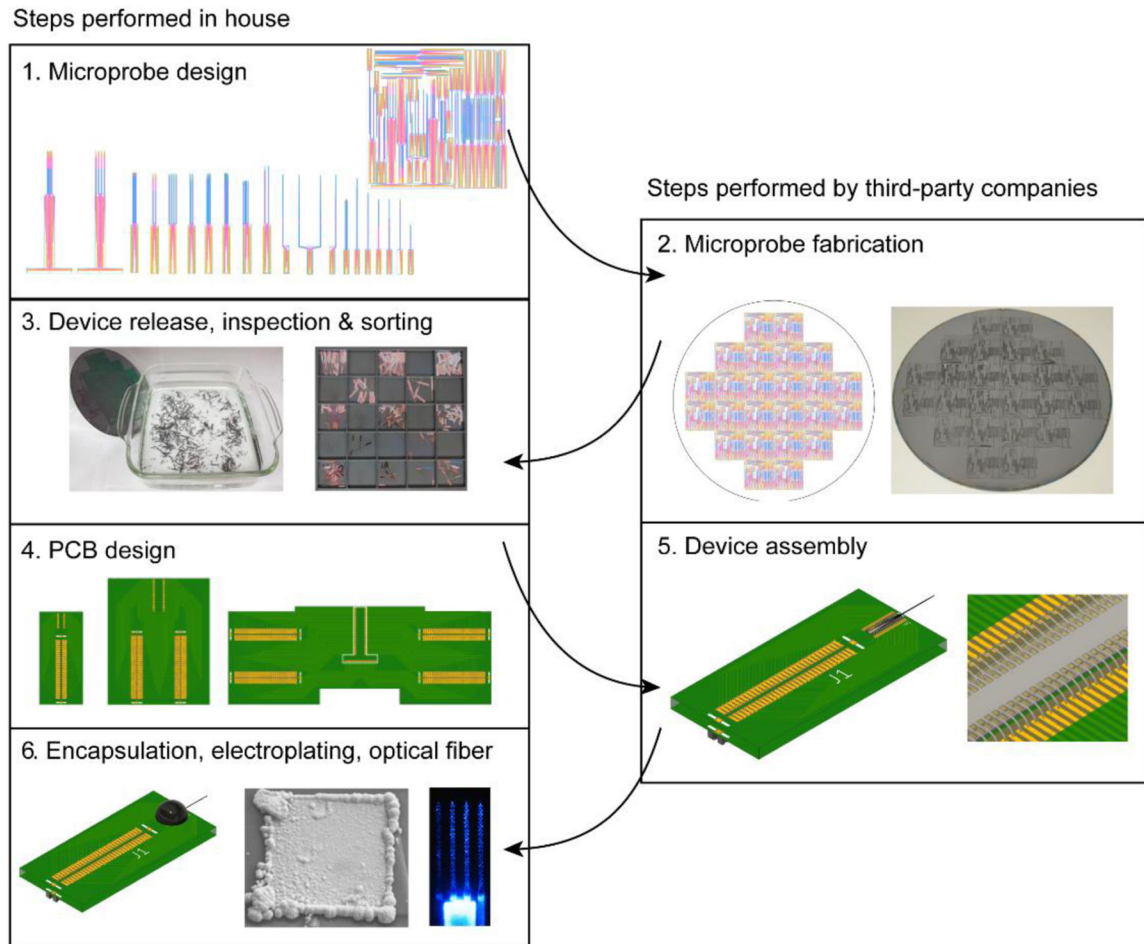 Steps performed in house
1. Microprobe design
Steps performed by third-party companies
2. Microprobe fabrication
3. Device release, inspection & sorting
4. PCB design
5. Device assembly
J1
6. Encapsulation, electroplating, optical fiber
J1